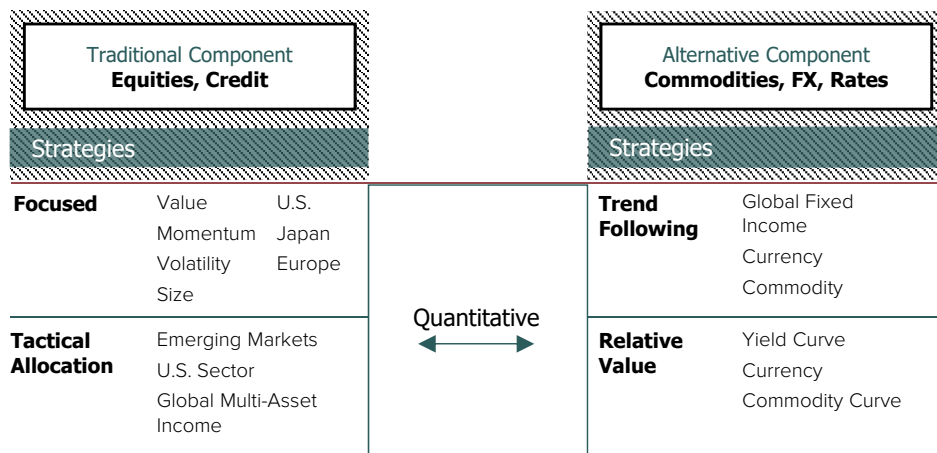 Traditional Component
Equities, Credit
Strategies
Focused
Value
U.S.
Momentum
Japan
Volatility
Europe
Size
Tactical
Allocation
Emerging Markets
U.S. Sector
Global Multi-Asset
Income
Quantitative
Alternative Component
Commodities, FX, Rates
Strategies
Trend
Following
Global Fixed
Income
Currency
Commodity
Relative
Value
Yield Curve
Currency
Commodity Curve